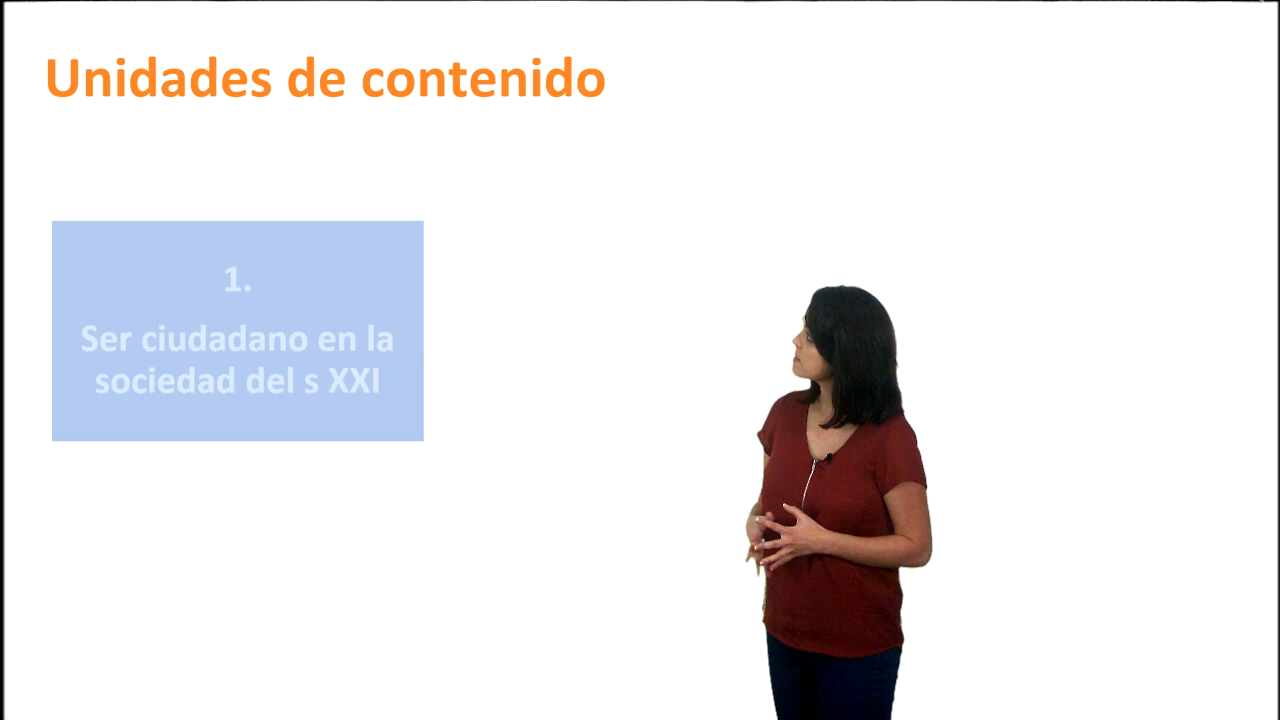 Unidades de contenido
1.
Ser ciudadano en la
sociedad del s XXI